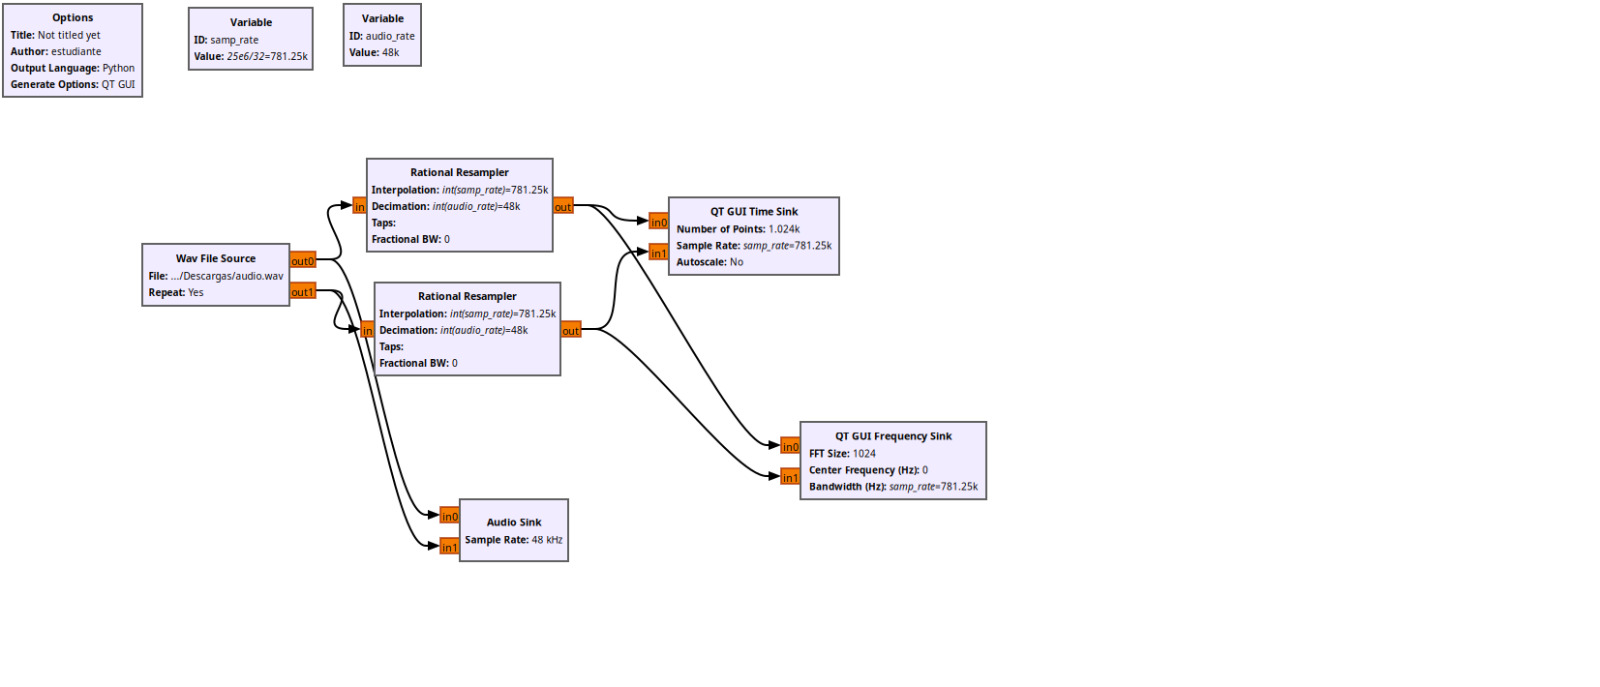 Options
Title: Not titled yet
Author: estudiante
Output Language: Python
Generate Options: QT GUI
Variable
ID: samp_rate
Value: 25e6/32=781.25k
Variable
ID: audio_rate
Value: 48k
Rational Resampler
Interpolation: int(samp_rate)=781.25k
Decimation: int(audio_rate)=48k
Taps:
Fractional BW: 0
in
out
QT GUI Time Sink
Number of Points: 1.024k
Sample Rate: samp_rate=781.25k
Autoscale: No
in0
in1
Wav File Source
File: .../Descargas/audio.wav
Repeat: Yes
out0
out1
Rational Resampler
Interpolation: int(samp_rate)=781.25k
Decimation: int(audio_rate)=48k
Taps:
Fractional BW: 0
in
out
QT GUI Frequency Sink
FFT Size: 1024
Center Frequency (Hz): 0
Bandwidth (Hz): samp_rate=781.25k
in0
in1
Audio Sink
Sample Rate: 48 kHz
in0
in1